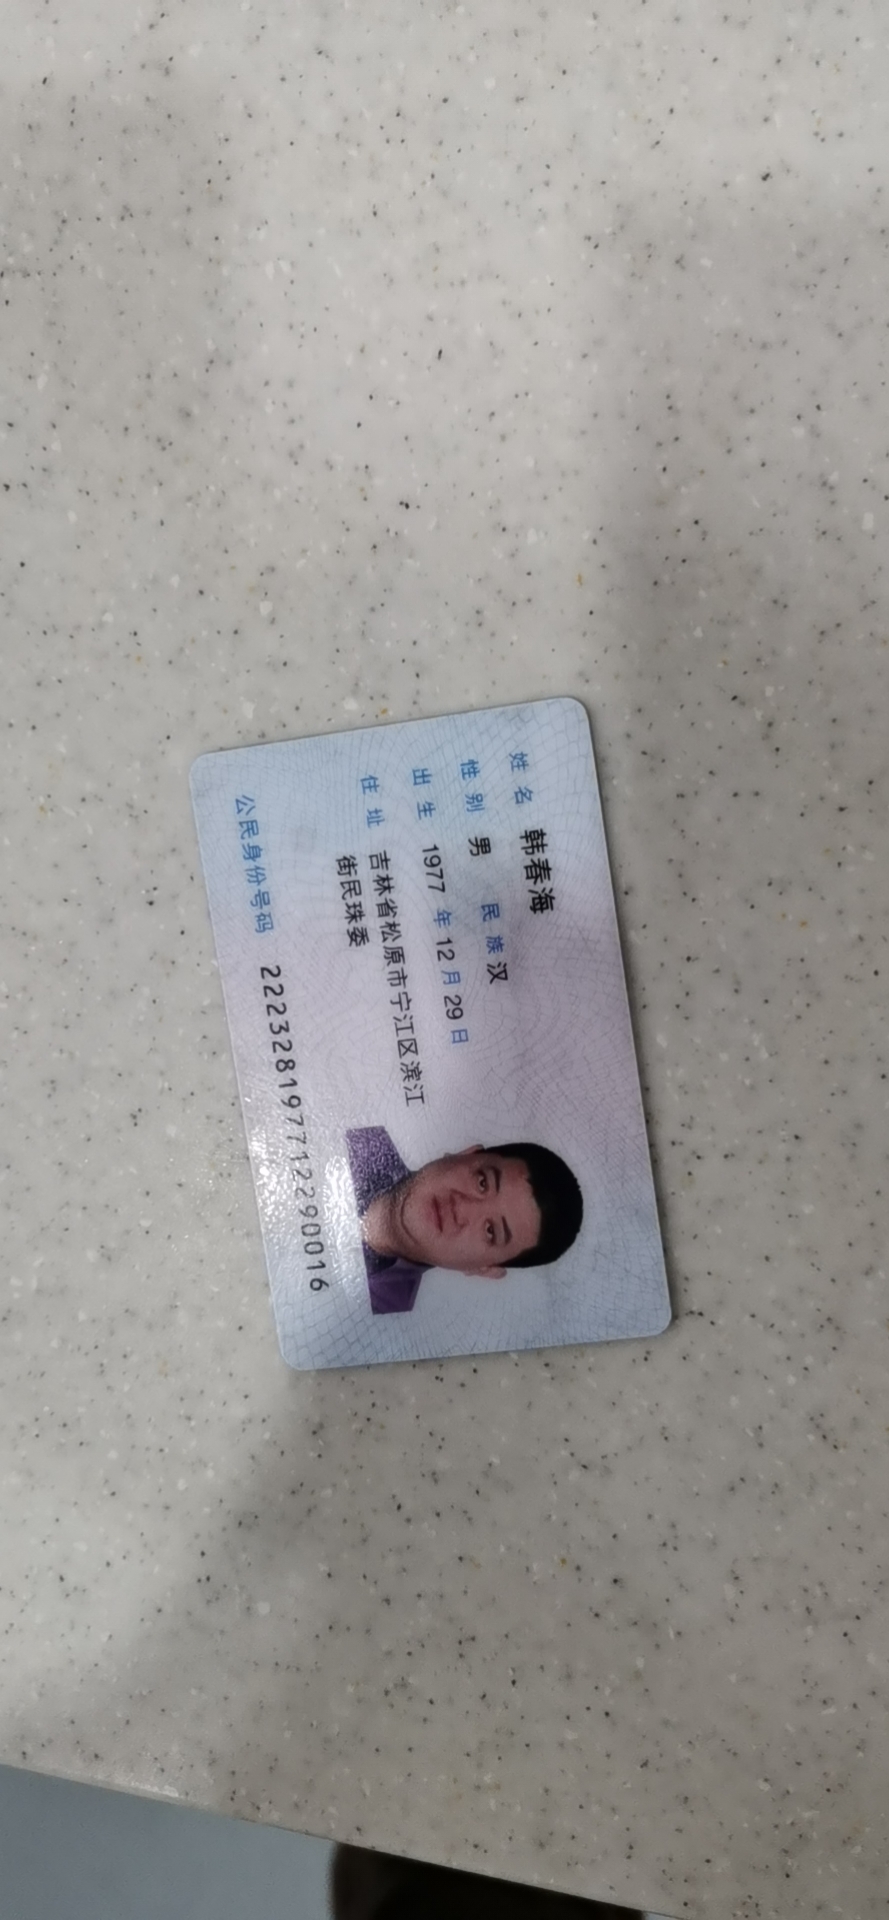 姓名 韩春海
性别 男 民族 汉
出生 1977 年 12 月 29 日
住址 吉林省松原市宁江区滨江
街民珠委
公民身份号码 222328197712290016